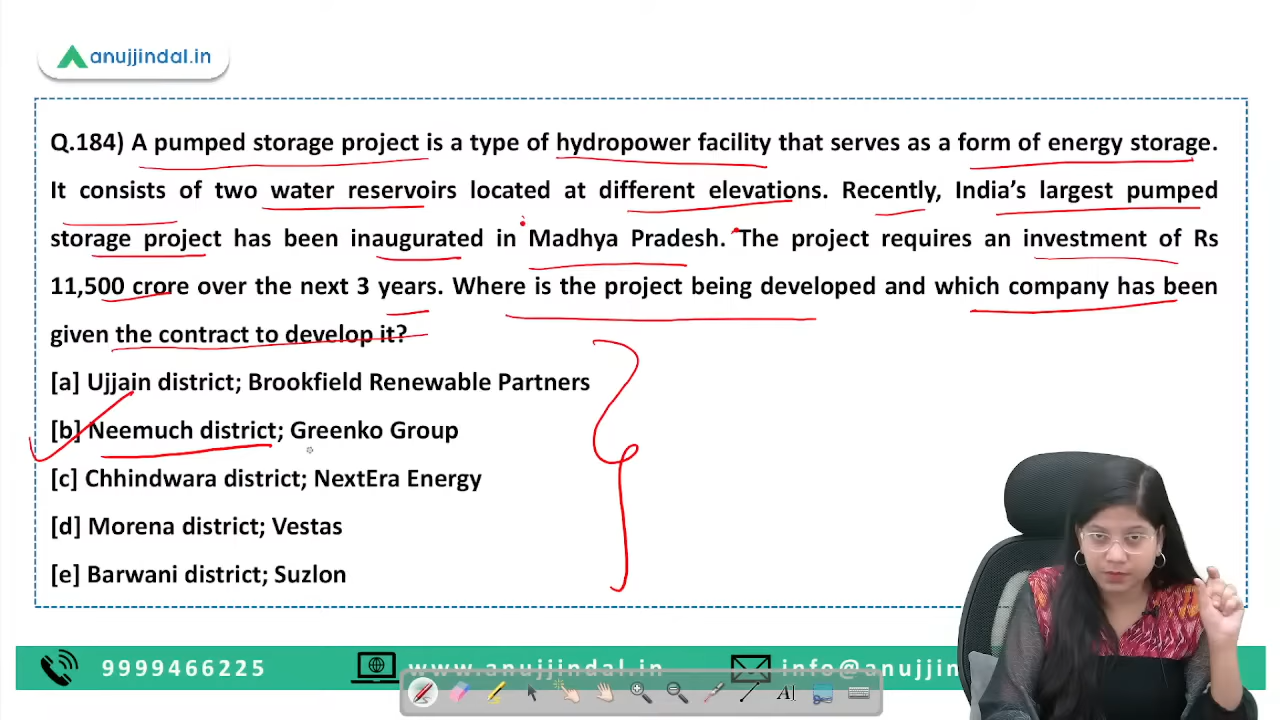 anujjindal.in
Q.184) A pumped storage project is a type of hydropower facility that serves as a form of energy storage.
It consists of two water reservoirs located at different elevations. Recently, India's largest pumped
storage project has been inaugurated in Madhya Pradesh. The project requires an investment of Rs
11,500 crore over the next 3 years. Where is the project being developed and which company has been
given the contract to develop it?
[a] Ujjain district; Brookfield Renewable Partners
[b] Neemuch district; Greenko Group
[c] Chhindwara district; NextEra Energy
[d] Morena district; Vestas
[e] Barwani district; Suzlon
9999466225 www.anujjindal.in info@anujjin